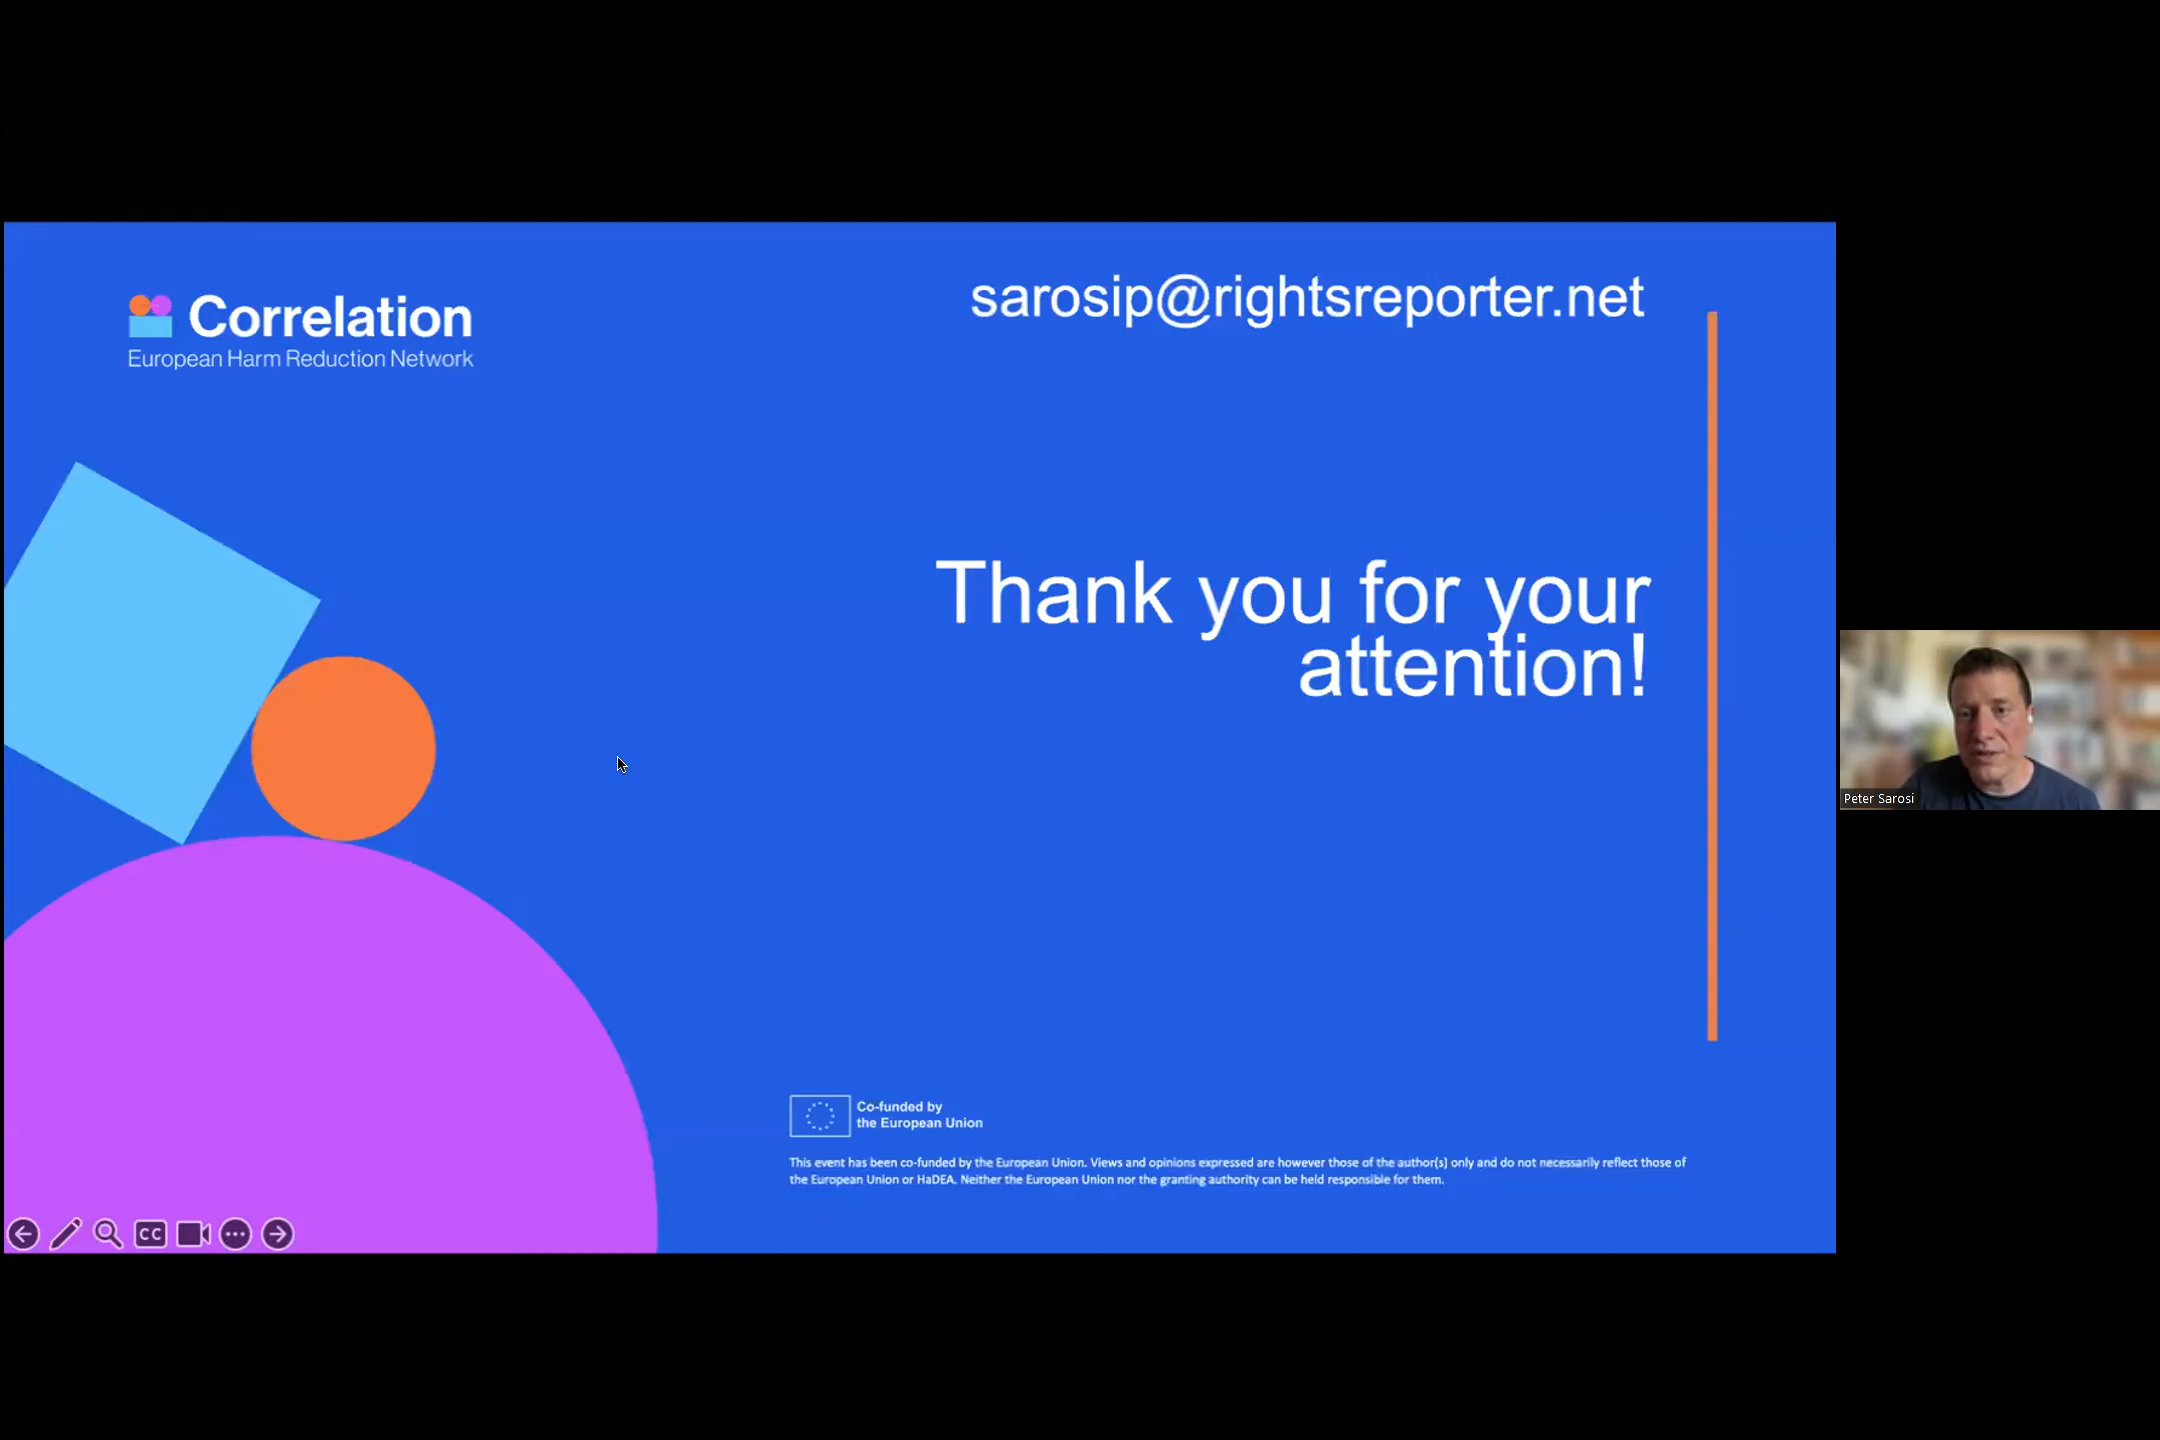 Correlation
European Harm Reduction Network
sarosip@rightsreporter.net
Thank you for your
attention!
Peter Sarosi
Co-funded by
the European Union
This event has been co-funded by the European Union. Views and opinions expressed are however those of the author(s) only and do not necessarily reflect those of
the European Union or HaDEA. Neither the European Union nor the granting authority can be held responsible for them.
CC